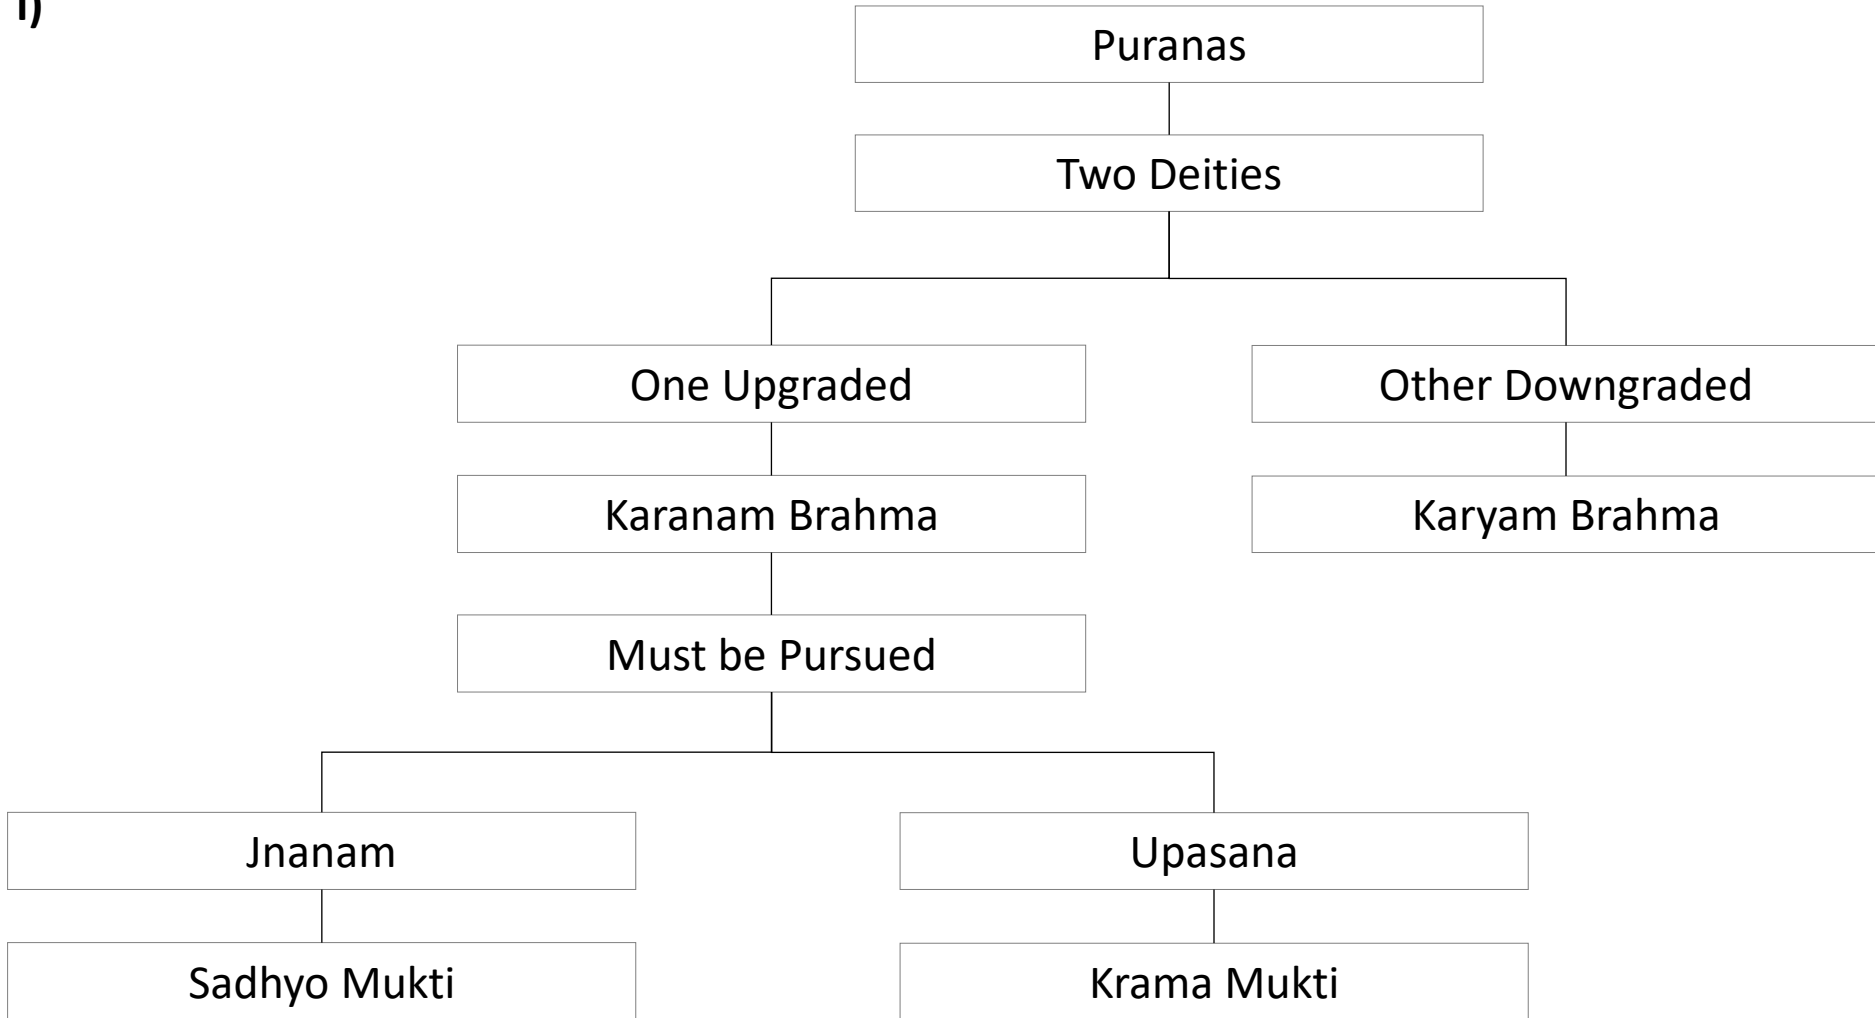 I)
Puranas
Two Deities
One Upgraded
Other Downgraded
Karanam Brahma
Karyam Brahma
Must be Pursued
Jnanam
Upasana
Sadhyo Mukti
Krama Mukti